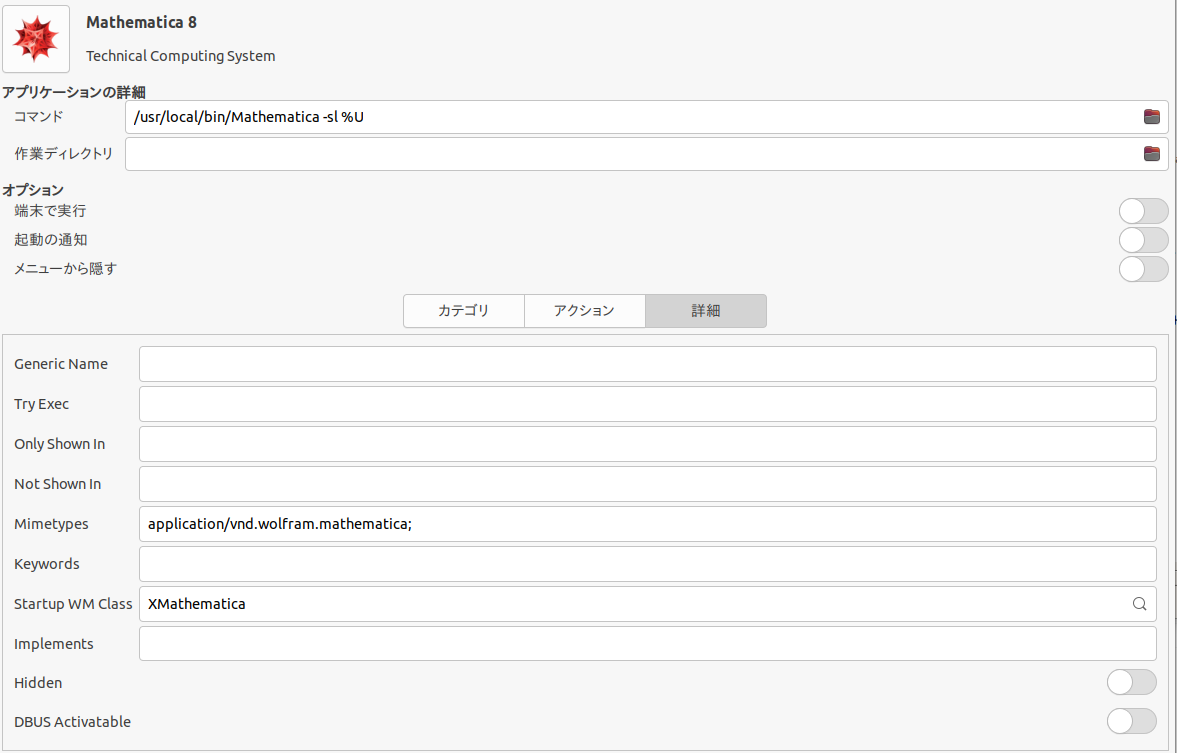 Mathematica 8
Technical Computing System
アプリケーションの詳細
コマンド /usr/local/bin/Mathematica -sl %U
作業ディレクトリ
オプション
端末で実行
起動の通知
メニューから隠す
カテゴリ アクション 詳細
Generic Name
Try Exec
Only Shown In
Not Shown In
Mimetypes application/vnd.wolfram.mathematica;
Keywords
Startup WM Class XMathematica
Implements
Hidden
DBUS Activatable